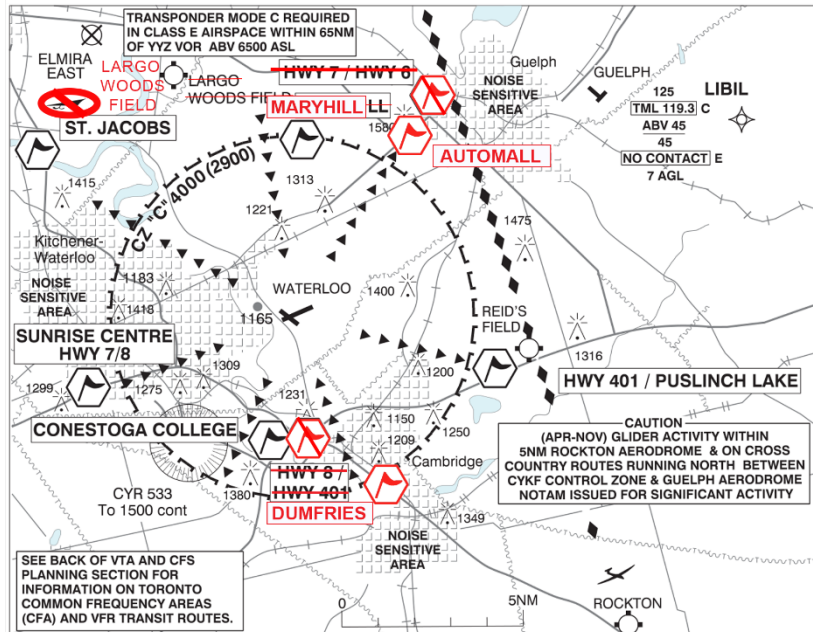 TRANSPONDER MODE C REQUIRED
IN CLASS E AIRSPACE WITHIN 65NM
OF YYZ VOR ABV 6500 ASL
ELMIRA
EAST
LARGO
WOODS
FIELD
LARGO
WOODS FIELD
HWY 7 / HWY 6
Guelph
NOISE
SENSITIVE
AREA
GUELPH
125
TML 119.3 C
ABV 45
45
NO CONTACT E
7 AGL
LIBIL
ST. JACOBS
MARYHILL
LL
158
AUTOMALL
CZ "C" 4000 (2900)
1415
1313
1221
1475
Kitchener-
Waterloo
1183
WATERLOO
1400
NOISE
SENSITIVE
AREA
1418
1165
REID'S
FIELD
1316
SUNRISE CENTRE
HWY 7/8
1309
1200
1299
1275
HWY 401 / PUSLINCH LAKE
1231
1150
1250
CONESTOGA COLLEGE
1209
Cambridge
CAUTION
(APR-NOV) GLIDER ACTIVITY WITHIN
5NM ROCKTON AERODROME & ON CROSS
COUNTRY ROUTES RUNNING NORTH BETWEEN
CYKF CONTROL ZONE & GUELPH AERODROME
NOTAM ISSUED FOR SIGNIFICANT ACTIVITY
HWY 8 /
HWY 401
CYR 533
To 1500 cont
1380
DUMFRIES
1349
NOISE
SENSITIVE
AREA
SEE BACK OF VTA AND CFS
PLANNING SECTION FOR
INFORMATION ON TORONTO
COMMON FREQUENCY AREAS
(CFA) AND VFR TRANSIT ROUTES.
0
5NM
ROCKTON